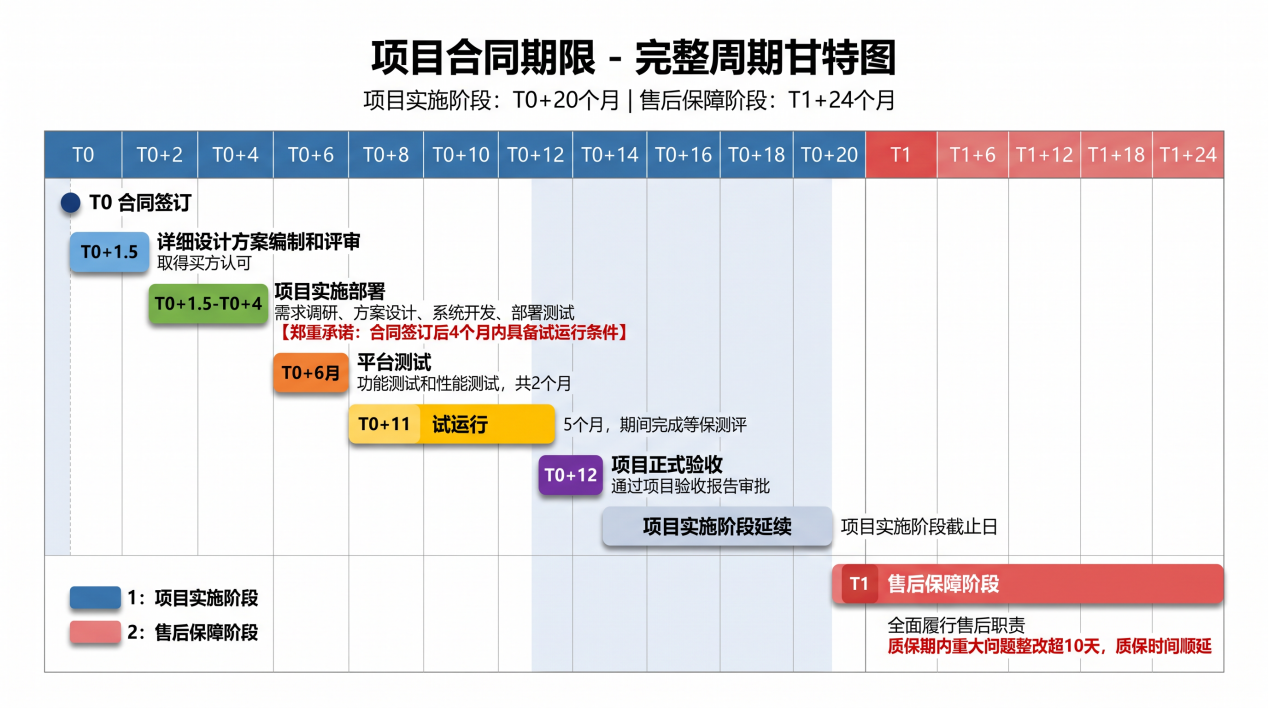 项目合同期限 - 完整周期甘特图
项目实施阶段：T0+20个月 | 售后保障阶段：T1+24个月
T0 T0+2 T0+4 T0+6 T0+8 T0+10 T0+12 T0+14 T0+16 T0+18 T0+20 T1 T1+6 T1+12 T1+18 T1+24
T0 合同签订
T0+1.5
详细设计方案编制和评审
取得买方认可
T0+1.5-T0+4
项目实施部署
需求调研、方案设计、系统开发、部署测试
【郑重承诺：合同签订后4个月内具备试运行条件】
T0+6月
平台测试
功能测试和性能测试，共2个月
T0+11 试运行 5个月，期间完成等保测评
T0+12
项目正式验收
通过项目验收报告审批
项目实施阶段延续 项目实施阶段截止日
T1 售后保障阶段
全面履行售后职责
质保期内重大问题整改超10天，质保时间顺延
1：项目实施阶段
2：售后保障阶段